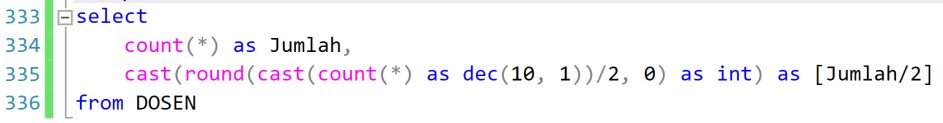 333 select
334 count(*) as Jumlah,
335 cast(round(cast(count(*) as dec(10, 1))/2, 0) as int) as [Jumlah/2]
336 from DOSEN